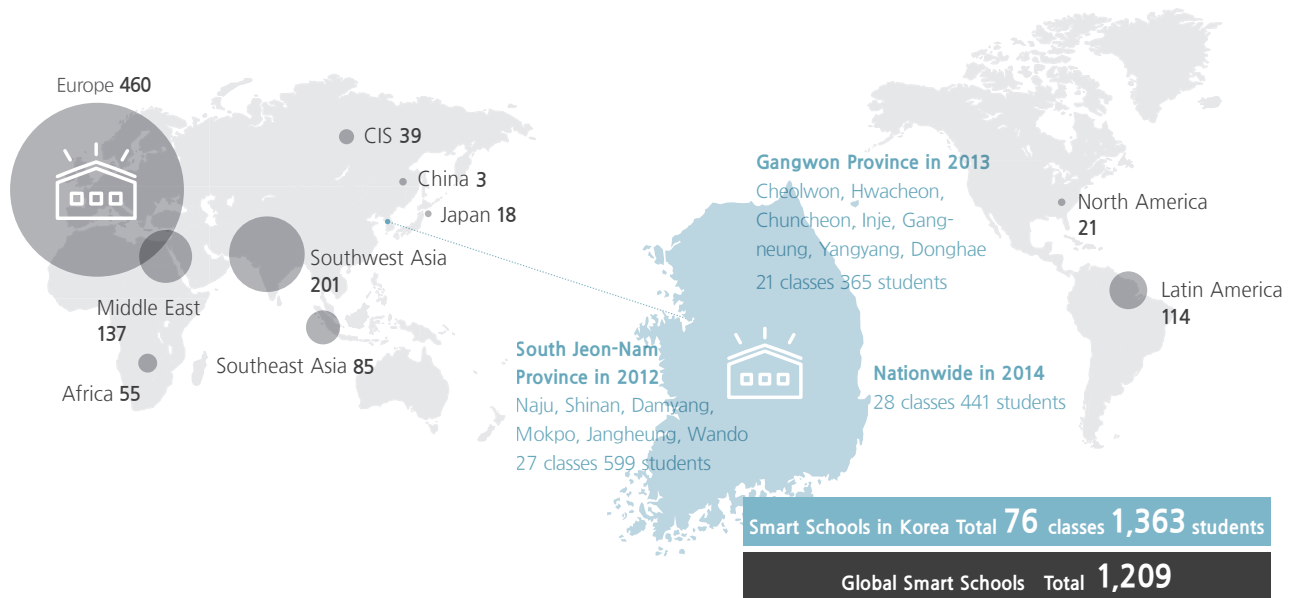 Europe 460
CIS 39
China 3
Japan 18
Southwest Asia
201
Middle East
137
Southeast Asia 85
Africa 55
Gangwon Province in 2013
Cheolwon, Hwacheon,
Chuncheon, Inje, Gang-
neung, Yangyang, Donghae
21 classes 365 students
North America
21
Latin America
114
South Jeon-Nam
Province in 2012
Naju, Shinan, Damyang,
Mokpo, Jangheung, Wando
27 classes 599 students
Nationwide in 2014
28 classes 441 students
Smart Schools in Korea Total 76 classes 1,363 students
Global Smart Schools Total 1,209